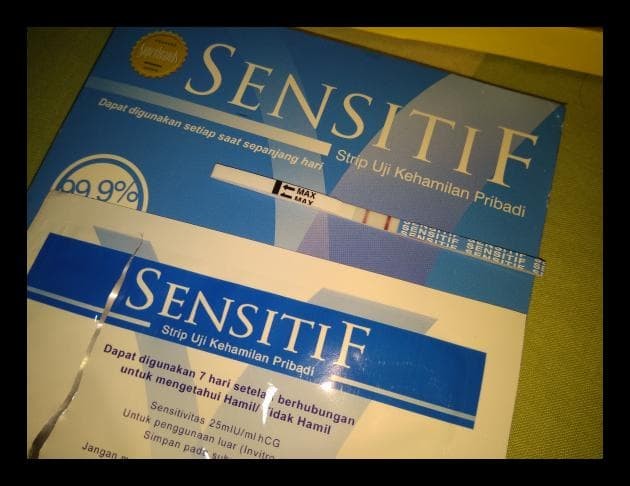 SENSITIF
Dapat digunakan setiap saat sepanjang hari
Strip Uji Kehamilan Pribadi
99,9%
MAX
MAX
SENSITIF SENSITIF
SENSITIF SENSITIF
SENSITIF SENSITIF
SENSITIF
Strip Uji Kehamilan Pribadi
Dapat digunakan 7 hari setelah berhubungan
untuk mengetahui Hamil/Tidak Hamil
Sensitivitas 25mIU/ml hCG
Untuk penggunaan luar (Invitro
Simpan pada
Jangan